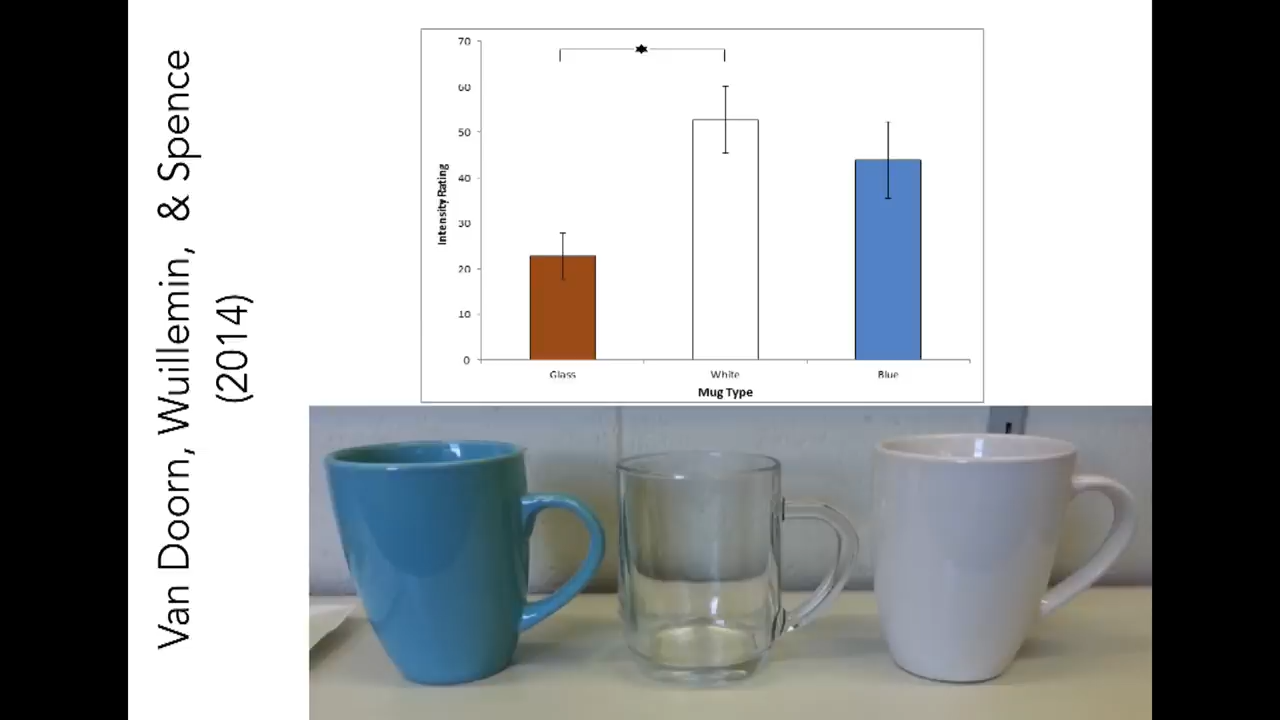 Van Doorn, Wuillemin, & Spence
(2014)
70
60
50
40
30
20
10
0
Intensity Rating
Glass
White
Blue
Mug Type